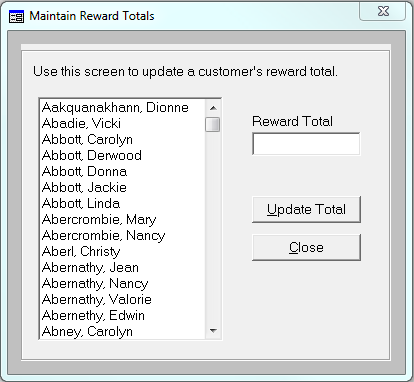 Maintain Reward Totals
Use this screen to update a customer's reward total.
Aakquanakhann, Dionne
Abadie, Vicki
Abbott, Carolyn
Abbott, Derwood
Abbott, Donna
Abbott, Jackie
Abbott, Linda
Abercrombie, Mary
Abercrombie, Nancy
Aberl, Christy
Abernathy, Jean
Abernathy, Nancy
Abernathy, Valorie
Abernethy, Edwin
Abney, Carolyn
Reward Total
Update Total
Close